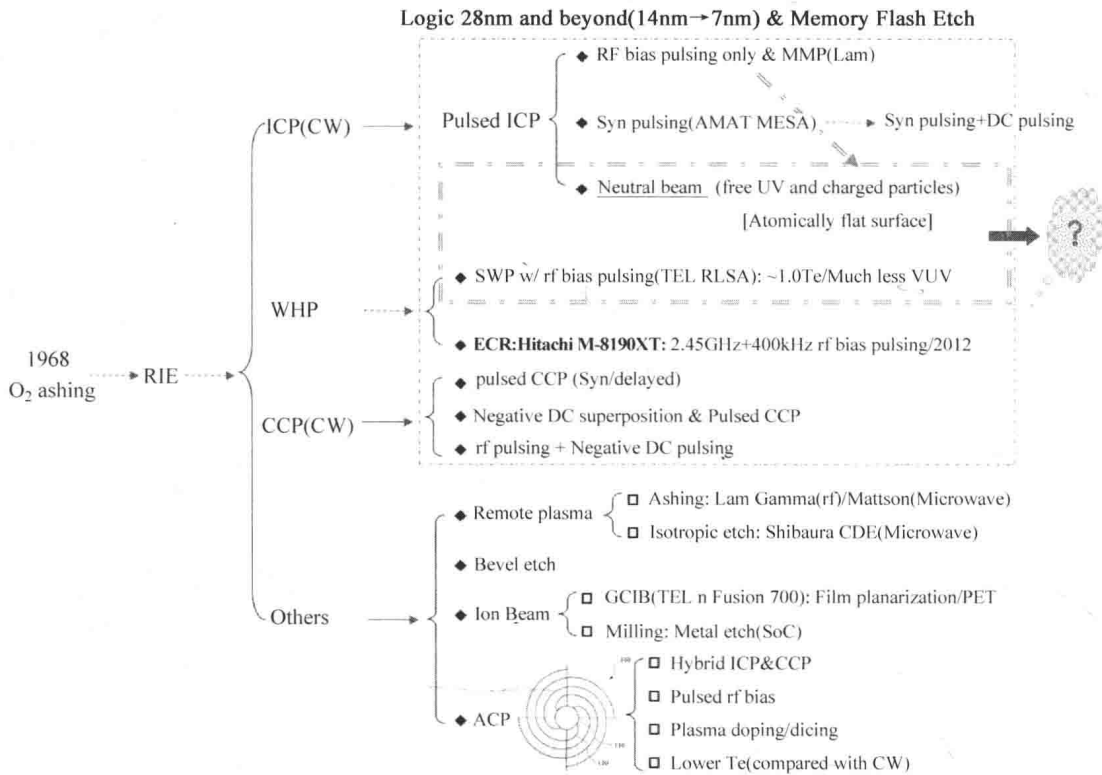 Logic 28nm and beyond(14nm→7nm) & Memory Flash Etch
◆ RF bias pulsing only & MMP(Lam)
ICP(CW)
Pulsed ICP
◆ Syn pulsing(AMAT MESA)
Syn pulsing+DC pulsing
◆ Neutral beam (free UV and charged particles)
[Atomically flat surface]
?
◆ SWP w/ rf bias pulsing(TEL RLSA): ~1.0Te/Much less VUV
WHP
◆ ECR:Hitachi M-8190XT: 2.45GHz+400kHz rf bias pulsing/2012
1968
O₂ ashing
RIE
◆ pulsed CCP (Syn/delayed)
CCP(CW)
◆ Negative DC superposition & Pulsed CCP
◆ rf pulsing + Negative DC pulsing
Others
◆ Remote plasma
□ Ashing: Lam Gamma(rf)/Mattson(Microwave)
□ Isotropic etch: Shibaura CDE(Microwave)
◆ Bevel etch
◆ Ion Beam
□ GCIB(TEL n Fusion 700): Film planarization/PET
□ Milling: Metal etch(SoC)
◆ ACP
□ Hybrid ICP&CCP
□ Pulsed rf bias
□ Plasma doping/dicing
□ Lower Te(compared with CW)